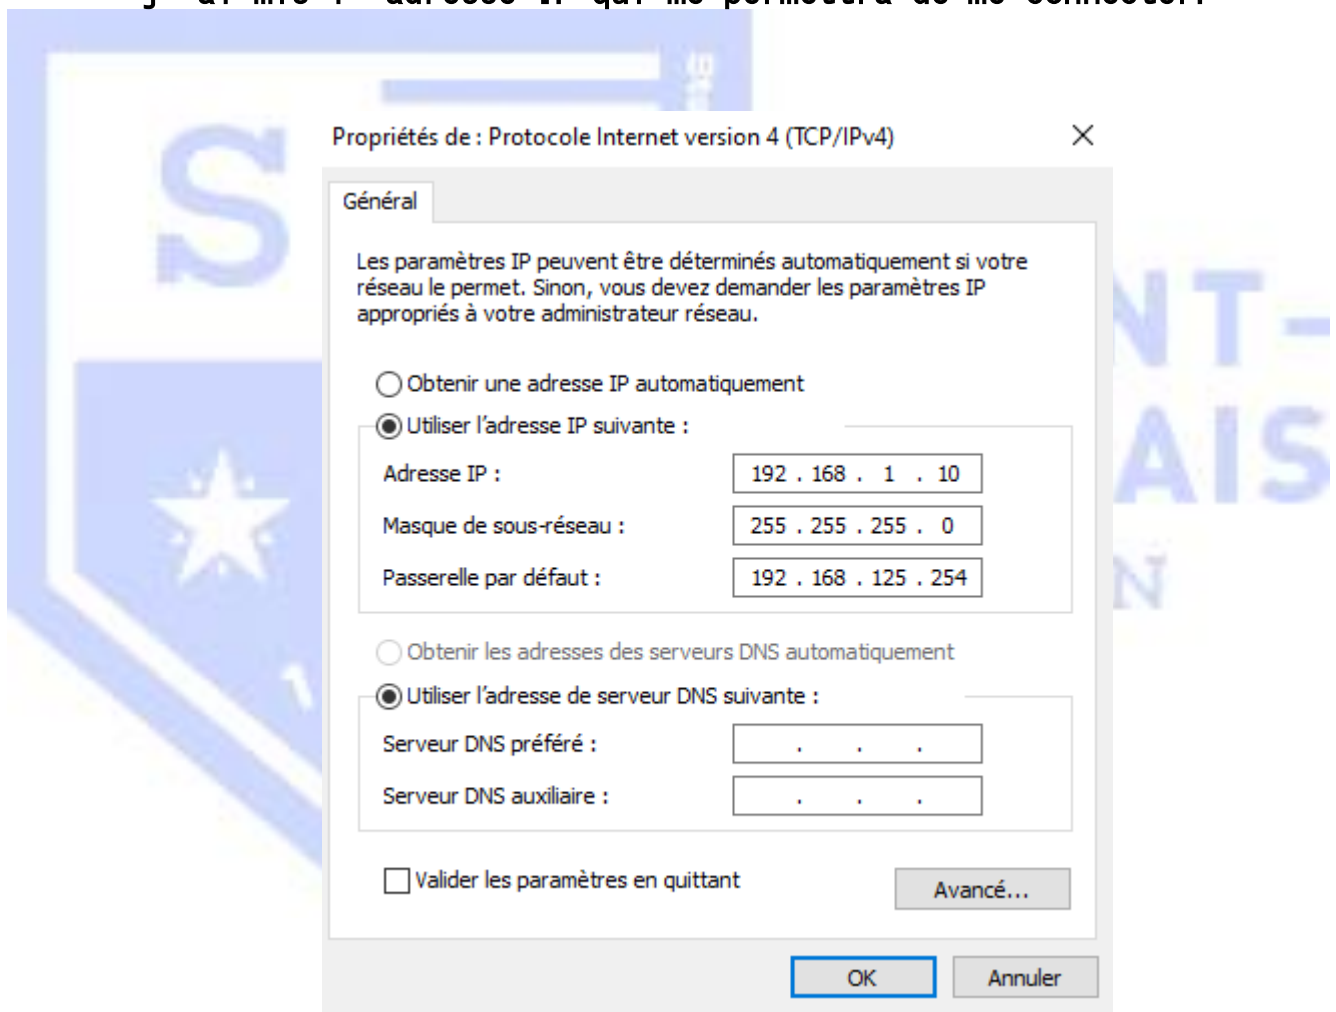 Propriétés de : Protocole Internet version 4 (TCP/IPv4)
Général
Les paramètres IP peuvent être déterminés automatiquement si votre
réseau le permet. Sinon, vous devez demander les paramètres IP
appropriés à votre administrateur réseau.
Obtenir une adresse IP automatiquement
Utiliser l'adresse IP suivante :
Adresse IP : 192 . 168 . 1 . 10
Masque de sous-réseau : 255 . 255 . 255 . 0
Passerelle par défaut : 192 . 168 . 125 . 254
Obtenir les adresses des serveurs DNS automatiquement
Utiliser l'adresse de serveur DNS suivante :
Serveur DNS préféré : . . .
Serveur DNS auxiliaire : . . .
Valider les paramètres en quittant
Avancé...
OK Annuler
S
NT-
AIS
N